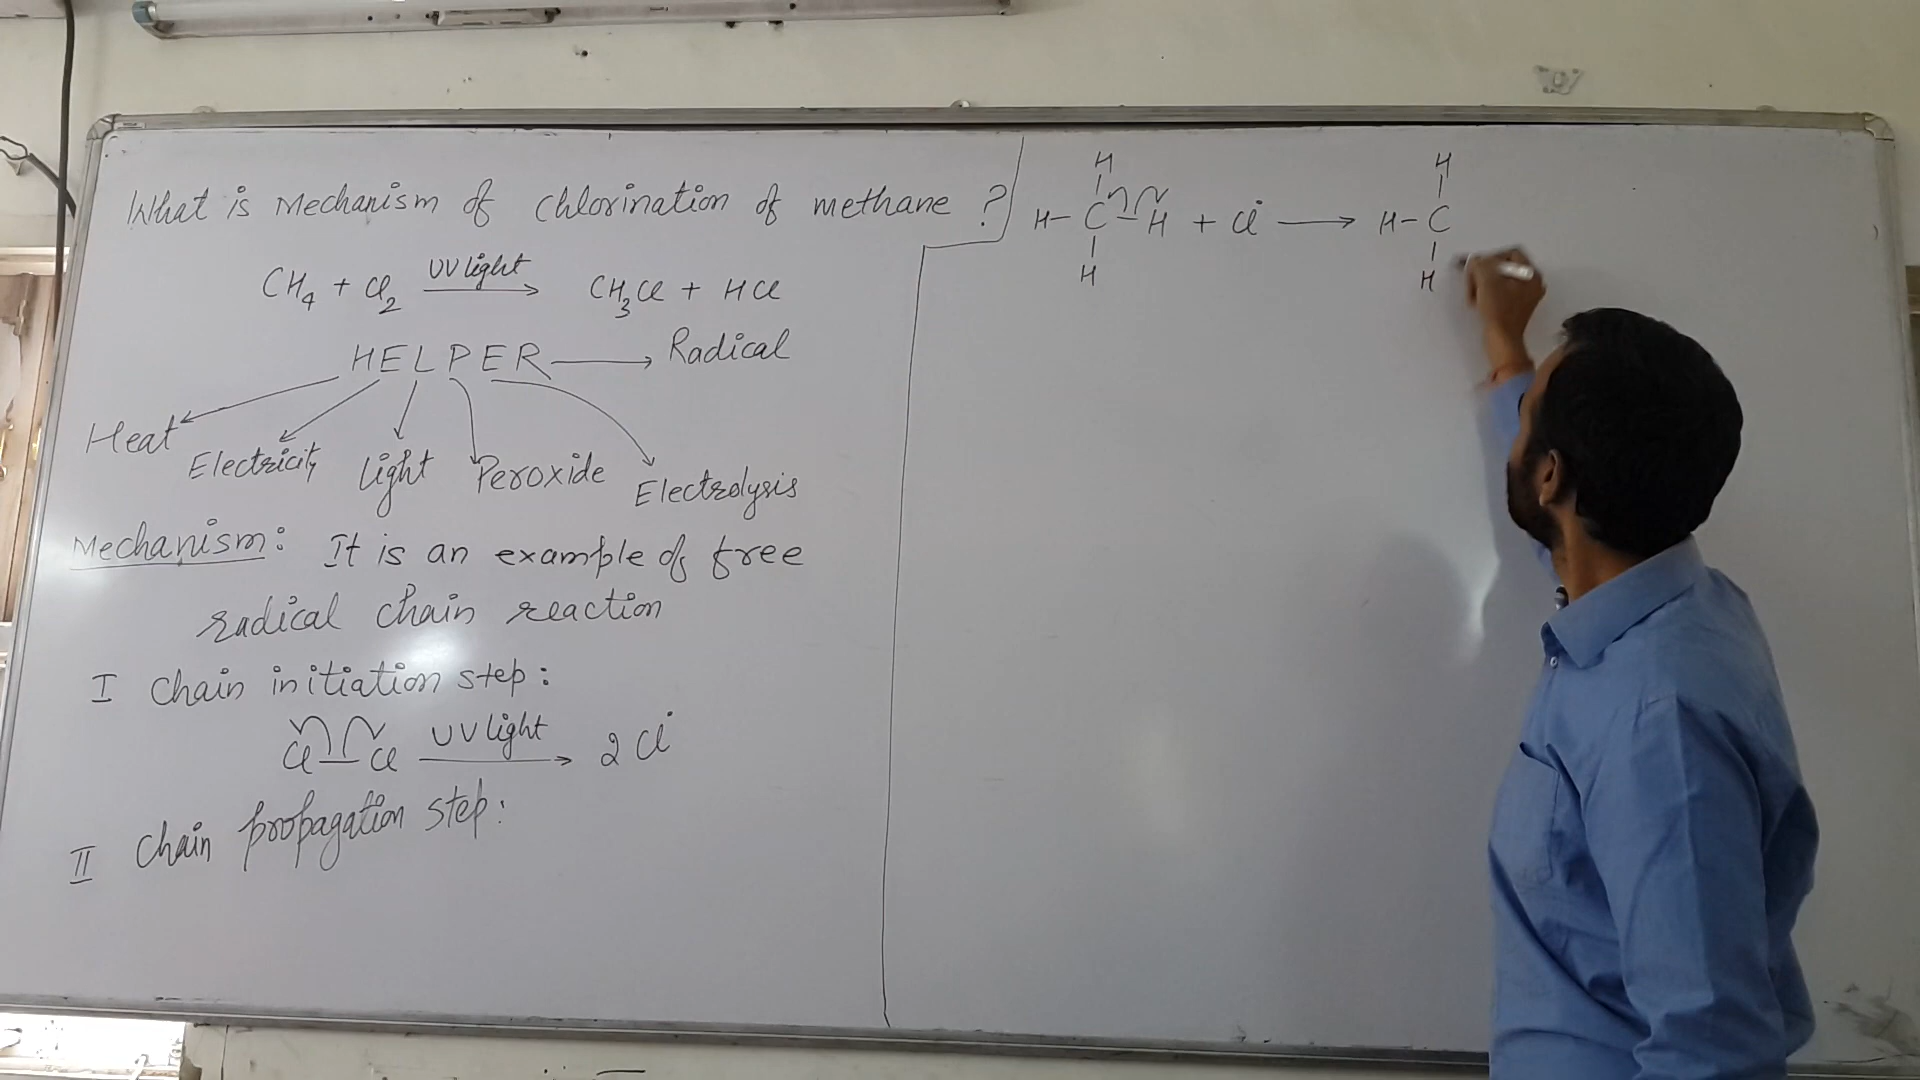 What is Mechanism of Chlorination of methane ?
CH₄ + Cl₂ UV light → CH₃Cl + HCl
HELPER → Radical
Heat
Electricity
light
Peroxide
Electrolysis
Mechanism: It is an example of free
radical chain reaction
I Chain initiation step:
Cl—Cl UV light → 2 Cl˙
II Chain propagation step:
H
|
H–C–H + Cl˙ → H–C
|
H
H
|
|
H